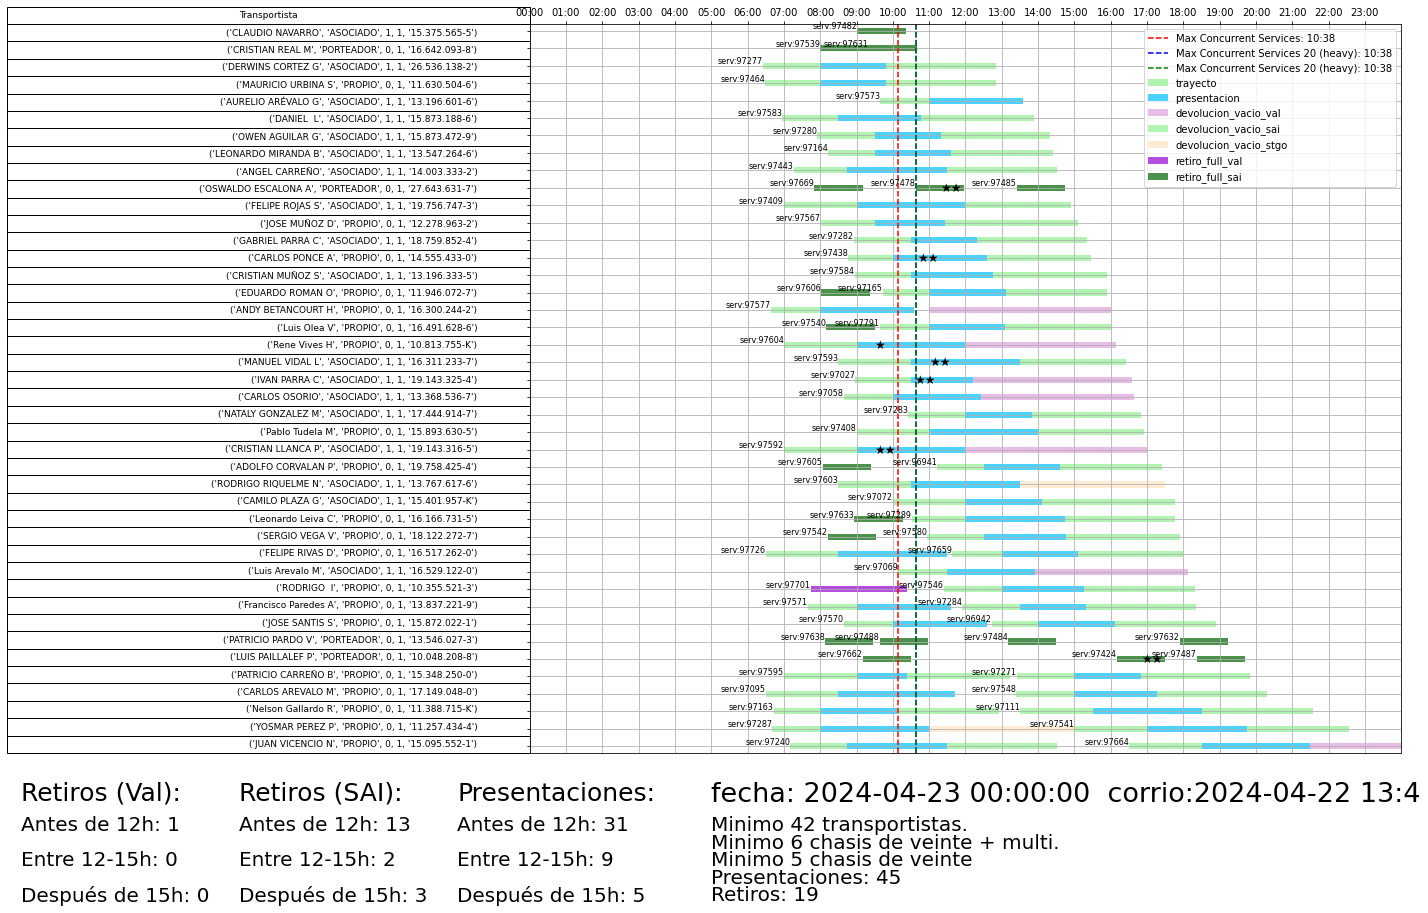 Transportista
00:00 01:00 02:00 03:00 04:00 05:00 06:00 07:00 08:00 09:00 10:00 11:00 12:00 13:00 14:00 15:00 16:00 17:00 18:00 19:00 20:00 21:00 22:00 23:00
('CLAUDIO NAVARRO', 'ASOCIADO', 1, 1, '15.375.565-5') serv:97482
('CRISTIAN REAL M', 'PORTEADOR', 0, 1, '16.642.093-8') serv:97539 serv:97631
('DERWINS CORTEZ G', 'ASOCIADO', 1, 1, '26.536.138-2') serv:97277
('MAURICIO URBINA S', 'PROPIO', 0, 1, '11.630.504-6') serv:97464
('AURELIO ARÉVALO G', 'ASOCIADO', 1, 1, '13.196.601-6') serv:97573
('DANIEL  L', 'ASOCIADO', 1, 1, '15.873.188-6') serv:97583
('OWEN AGUILAR G', 'ASOCIADO', 1, 1, '15.873.472-9') serv:97280
('LEONARDO MIRANDA B', 'ASOCIADO', 1, 1, '13.547.264-6') serv:97164
('ANGEL CARREÑO', 'ASOCIADO', 1, 1, '14.003.333-2') serv:97443
('OSWALDO ESCALONA A', 'PORTEADOR', 0, 1, '27.643.631-7') serv:97669 serv:97478 serv:97485
('FELIPE ROJAS S', 'ASOCIADO', 1, 1, '19.756.747-3') serv:97409
('JOSE MUÑOZ D', 'PROPIO', 0, 1, '12.278.963-2') serv:97567
('GABRIEL PARRA C', 'ASOCIADO', 1, 1, '18.759.852-4') serv:97282
('CARLOS PONCE A', 'PROPIO', 0, 1, '14.555.433-0') serv:97438
('CRISTIAN MUÑOZ S', 'ASOCIADO', 1, 1, '13.196.333-5') serv:97584
('EDUARDO ROMAN O', 'PROPIO', 0, 1, '11.946.072-7') serv:97606 serv:97165
('ANDY BETANCOURT H', 'PROPIO', 0, 1, '16.300.244-2') serv:97577
('Luis Olea V', 'PROPIO', 0, 1, '16.491.628-6') serv:97540 serv:97791
('Rene Vives H', 'PROPIO', 0, 1, '10.813.755-K') serv:97604
('MANUEL VIDAL L', 'ASOCIADO', 1, 1, '16.311.233-7') serv:97593
('IVAN PARRA C', 'ASOCIADO', 1, 1, '19.143.325-4') serv:97027
('CARLOS OSORIO', 'ASOCIADO', 1, 1, '13.368.536-7') serv:97058
('NATALY GONZALEZ M', 'ASOCIADO', 1, 1, '17.444.914-7') serv:97283
('Pablo Tudela M', 'PROPIO', 0, 1, '15.893.630-5') serv:97408
('CRISTIAN LLANCA P', 'ASOCIADO', 1, 1, '19.143.316-5') serv:97592
('ADOLFO CORVALAN P', 'PROPIO', 0, 1, '19.758.425-4') serv:97605 serv:96941
('RODRIGO RIQUELME N', 'ASOCIADO', 1, 1, '13.767.617-6') serv:97603
('CAMILO PLAZA G', 'ASOCIADO', 1, 1, '15.401.957-K') serv:97072
('Leonardo Leiva C', 'PROPIO', 0, 1, '16.166.731-5') serv:97633 serv:97289
('SERGIO VEGA V', 'PROPIO', 0, 1, '18.122.272-7') serv:97542 serv:97580
('FELIPE RIVAS D', 'PROPIO', 0, 1, '16.517.262-0') serv:97726 serv:97659
('Luis Arevalo M', 'ASOCIADO', 1, 1, '16.529.122-0') serv:97069
('RODRIGO  I', 'PROPIO', 0, 1, '10.355.521-3') serv:97701 serv:97546
('Francisco Paredes A', 'PROPIO', 0, 1, '13.837.221-9') serv:97571 serv:97284
('JOSE SANTIS S', 'PROPIO', 0, 1, '15.872.022-1') serv:97570 serv:96942
('PATRICIO PARDO V', 'PORTEADOR', 0, 1, '13.546.027-3') serv:97638 serv:97488 serv:97484 serv:97632
('LUIS PAILLALEF P', 'PORTEADOR', 0, 1, '10.048.208-8') serv:97662 serv:97424 serv:97487
('PATRICIO CARREÑO B', 'PROPIO', 0, 1, '15.348.250-0') serv:97595 serv:97271
('CARLOS AREVALO M', 'PROPIO', 0, 1, '17.149.048-0') serv:97095 serv:97548
('Nelson Gallardo R', 'PROPIO', 0, 1, '11.388.715-K') serv:97163 serv:97111
('YOSMAR PEREZ P', 'PROPIO', 0, 1, '11.257.434-4') serv:97287 serv:97541
('JUAN VICENCIO N', 'PROPIO', 0, 1, '15.095.552-1') serv:97240 serv:97664
Max Concurrent Services: 10:38
Max Concurrent Services 20 (heavy): 10:38
Max Concurrent Services 20 (heavy): 10:38
trayecto
presentacion
devolucion_vacio_val
devolucion_vacio_sai
devolucion_vacio_stgo
retiro_full_val
retiro_full_sai
Retiros (Val):
Antes de 12h: 1
Entre 12-15h: 0
Después de 15h: 0
Retiros (SAI):
Antes de 12h: 13
Entre 12-15h: 2
Después de 15h: 3
Presentaciones:
Antes de 12h: 31
Entre 12-15h: 9
Después de 15h: 5
fecha: 2024-04-23 00:00:00  corrio:2024-04-22 13:4
Minimo 42 transportistas.
Minimo 6 chasis de veinte + multi.
Minimo 5 chasis de veinte
Presentaciones: 45
Retiros: 19